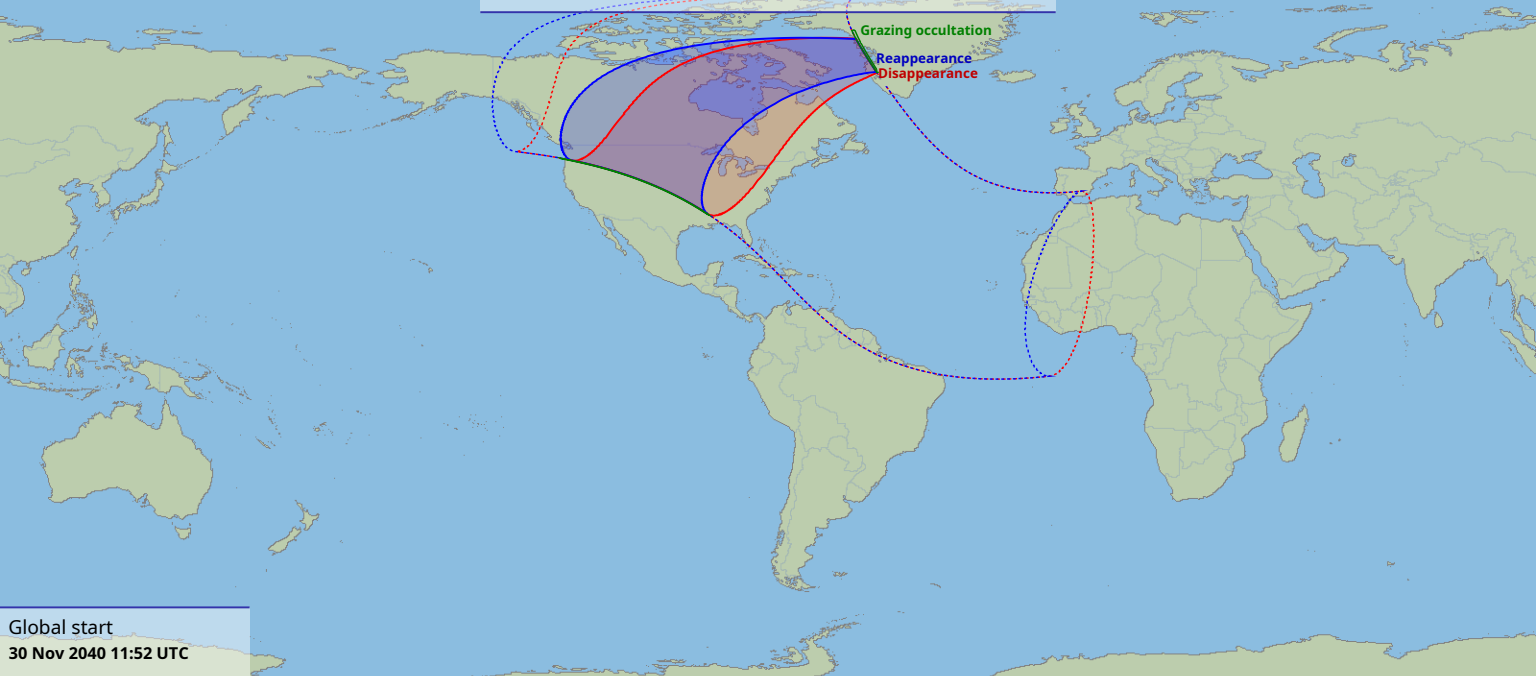 Grazing occultation
Reappearance
Disappearance
Global start
30 Nov 2040 11:52 UTC